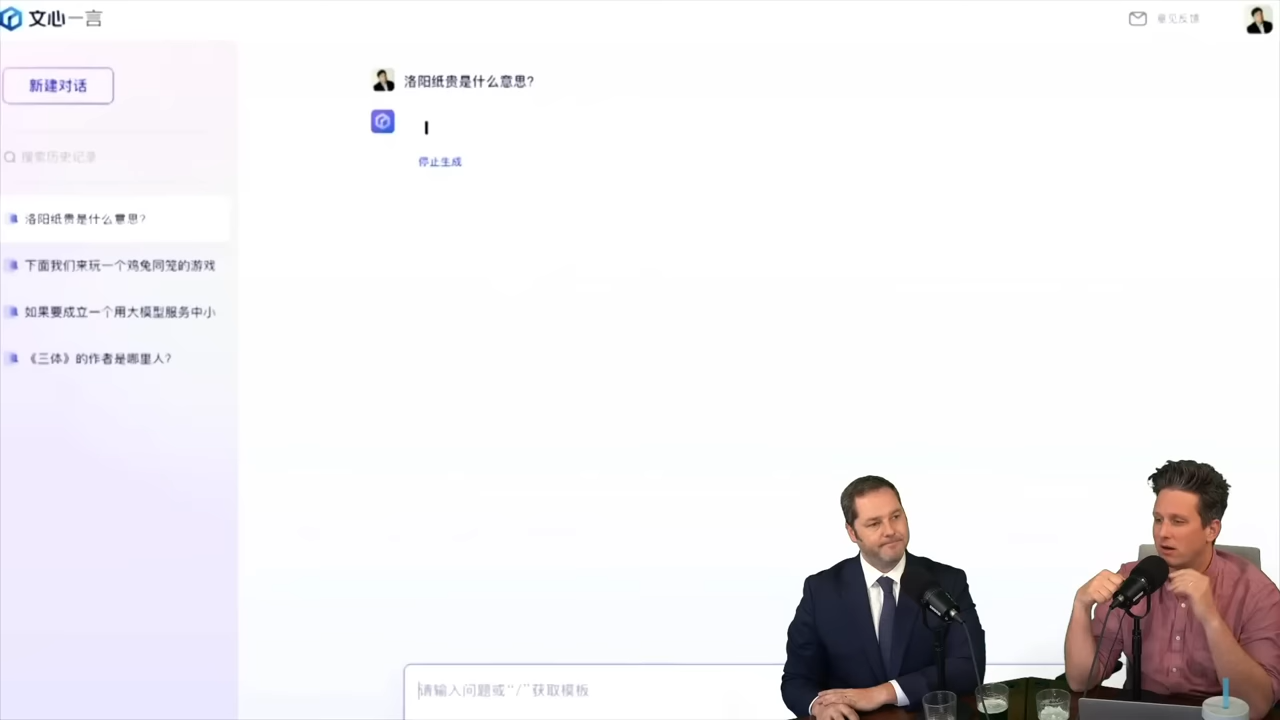 文心一言
意见反馈
新建对话
洛阳纸贵是什么意思?
停止生成
搜索历史记录
洛阳纸贵是什么意思?
下面我们来玩一个鸡兔同笼的游戏
如果要成立一个用大模型服务中小
《三体》的作者是哪里人?
请输入问题或“/”获取模板